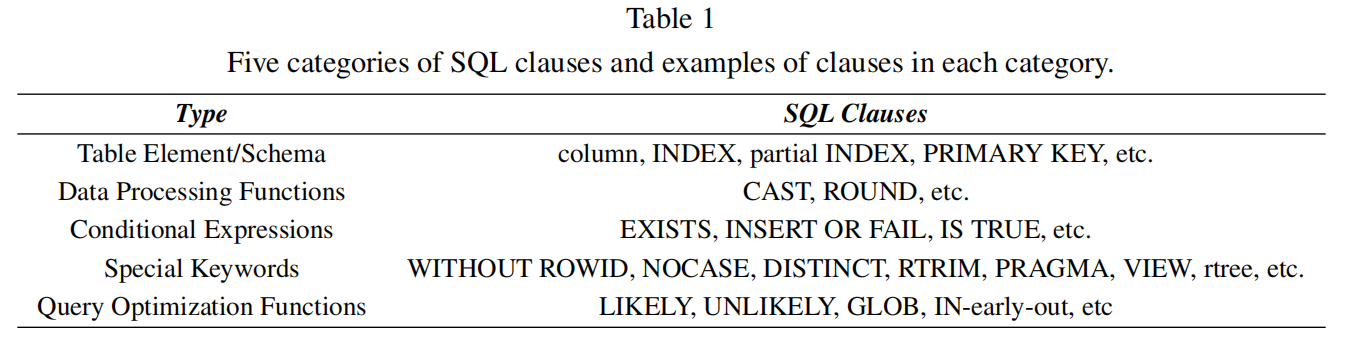 Table 1
Five categories of SQL clauses and examples of clauses in each category.
Type SQL Clauses
Table Element/Schema column, INDEX, partial INDEX, PRIMARY KEY, etc.
Data Processing Functions CAST, ROUND, etc.
Conditional Expressions EXISTS, INSERT OR FAIL, IS TRUE, etc.
Special Keywords WITHOUT ROWID, NOCASE, DISTINCT, RTRIM, PRAGMA, VIEW, rtree, etc.
Query Optimization Functions LIKELY, UNLIKELY, GLOB, IN-early-out, etc